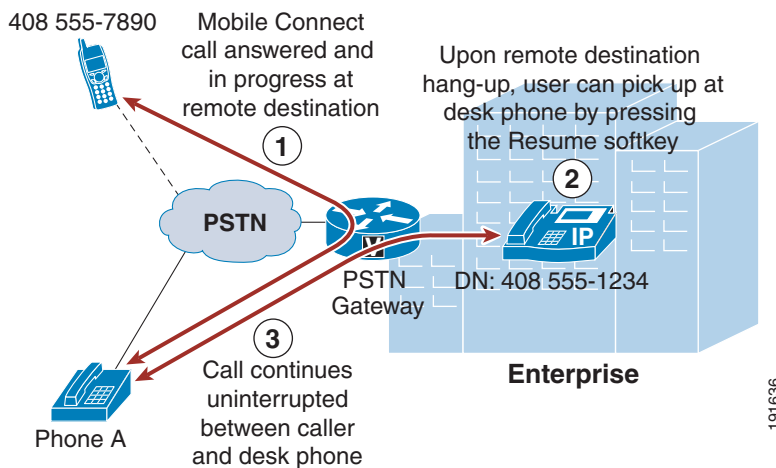 408 555-7890
Mobile Connect
call answered and
in progress at
remote destination
1
Upon remote destination
hang-up, user can pick up at
desk phone by pressing
the Resume softkey
2
PSTN
V
IP
PSTN
Gateway
DN: 408 555-1234
3
Call continues
uninterrupted
between caller
and desk phone
Phone A
Enterprise
191636